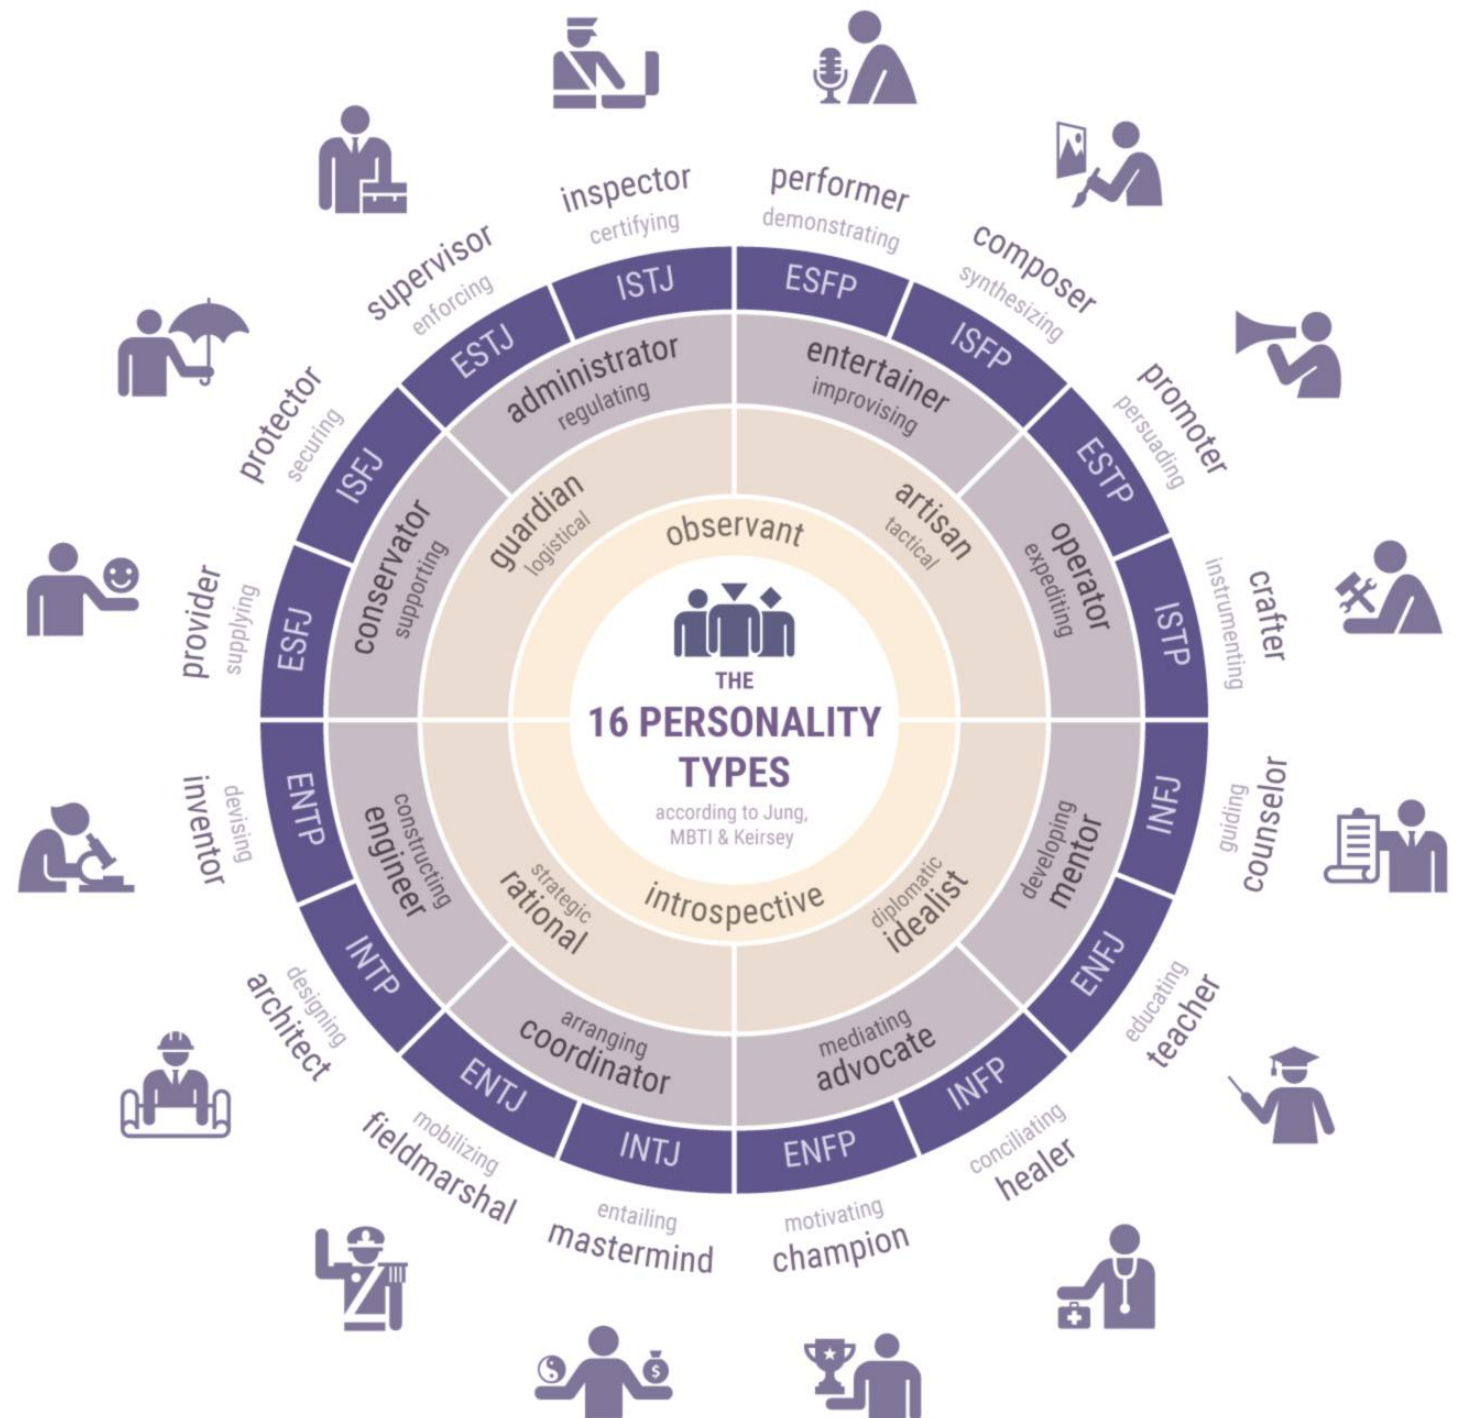 THE
16 PERSONALITY
TYPES
according to Jung,
MBTI & Keirsey
observant
introspective
guardian
logistical
artisan
tactical
diplomatic
idealist
strategic
rational
administrator
regulating
entertainer
improvising
operator
expediting
developing
mentor
mediating
advocate
arranging
coordinator
constructing
engineer
conservator
supporting
ISTJ
inspector
certifying
ESFP
performer
demonstrating
ISFP
composer
synthesizing
ESTP
promoter
persuading
ISTP
crafter
instrumenting
INFJ
guiding
counselor
ENFJ
educating
teacher
INFP
conciliating
healer
ENFP
motivating
champion
INTJ
entailing
mastermind
ENTJ
mobilizing
fieldmarshal
INTP
designing
architect
ENTP
devising
inventor
ESFJ
provider
supplying
ISFJ
protector
securing
ESTJ
supervisor
enforcing
$